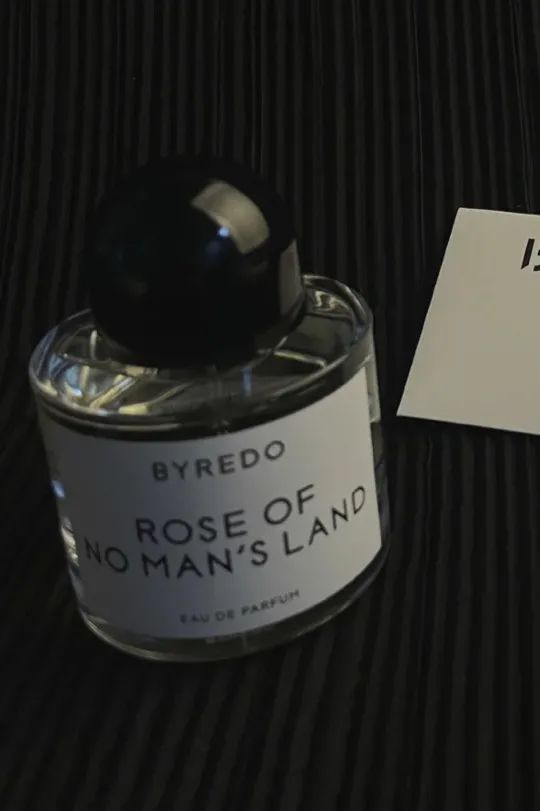 BYREDO
ROSE OF
NO MAN'S LAND
EAU DE PARFUM